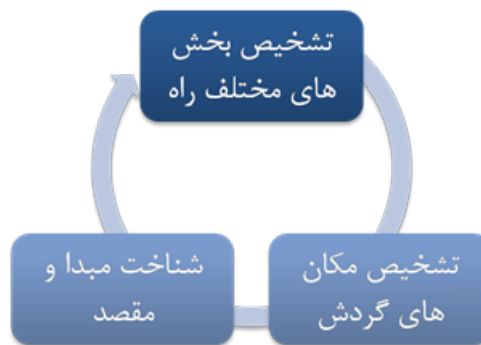 تشخیص بخش
های مختلف راه
تشخیص مکان
های گردش
شناخت مبدا و
مقصد